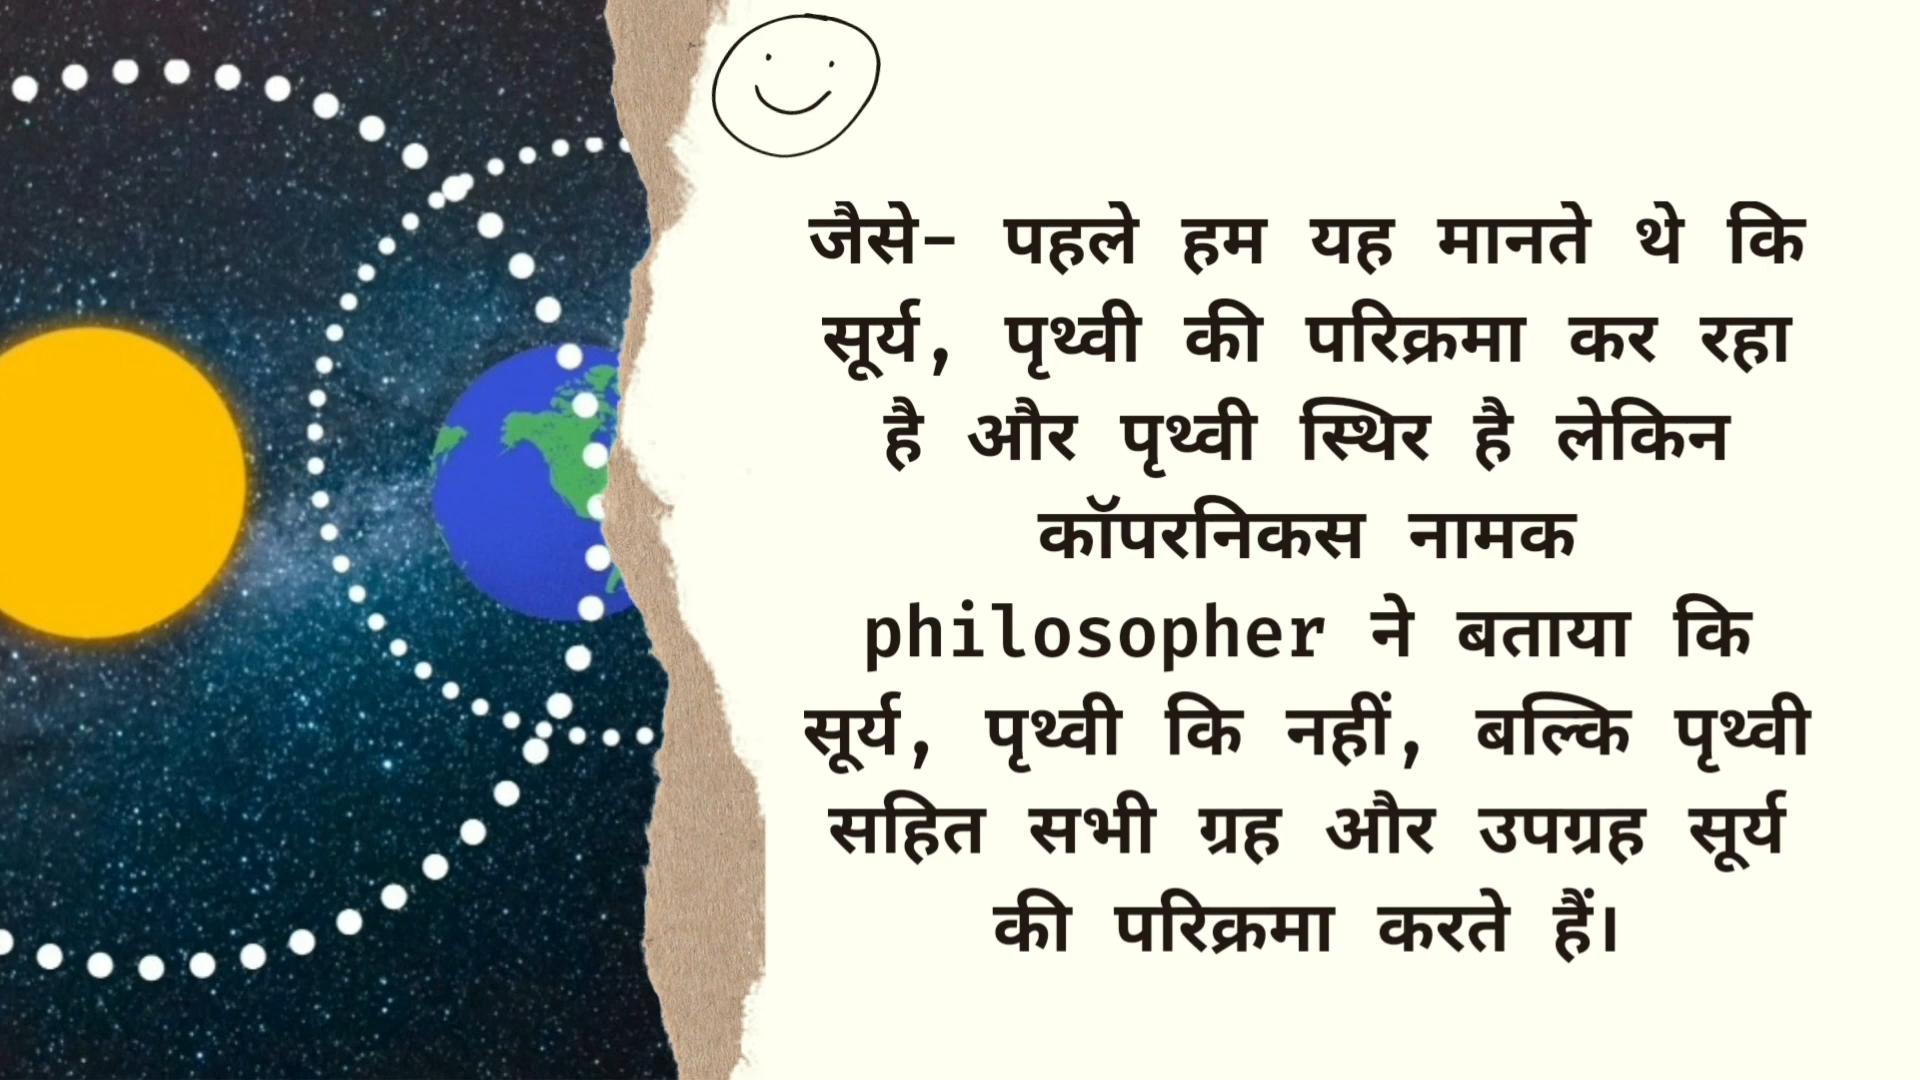 जैसे- पहले हम यह मानते थे कि
सूर्य, पृथ्वी की परिक्रमा कर रहा
है और पृथ्वी स्थिर है लेकिन
कॉपरनिकस नामक
philosopher ने बताया कि
सूर्य, पृथ्वी कि नहीं, बल्कि पृथ्वी
सहित सभी ग्रह और उपग्रह सूर्य
की परिक्रमा करते हैं।